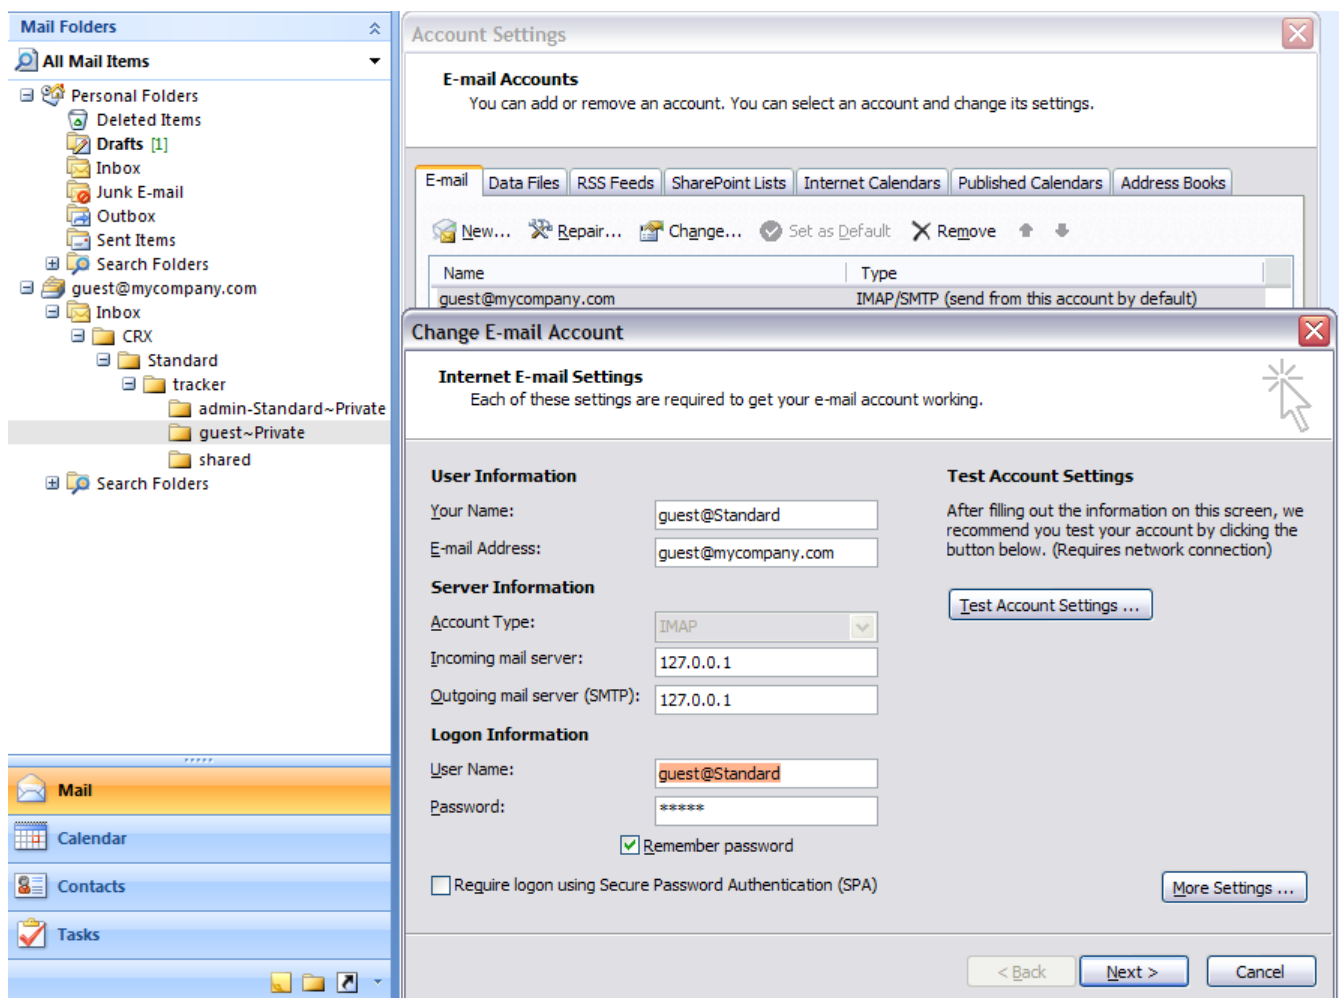 Mail Folders
All Mail Items
Personal Folders
Deleted Items
Drafts [1]
Inbox
Junk E-mail
Outbox
Sent Items
Search Folders
guest@mycompany.com
Inbox
CRX
Standard
tracker
admin-Standard~Private
guest~Private
shared
Search Folders
Mail
Calendar
Contacts
Tasks
Account Settings
E-mail Accounts
You can add or remove an account. You can select an account and change its settings.
E-mail Data Files RSS Feeds SharePoint Lists Internet Calendars Published Calendars Address Books
New... Repair... Change... Set as Default Remove
Name Type
guest@mycompany.com IMAP/SMTP (send from this account by default)
Change E-mail Account
Internet E-mail Settings
Each of these settings are required to get your e-mail account working.
User Information
Your Name: guest@Standard
E-mail Address: guest@mycompany.com
Server Information
Account Type: IMAP
Incoming mail server: 127.0.0.1
Outgoing mail server (SMTP): 127.0.0.1
Logon Information
User Name: guest@Standard
Password: *****
Remember password
Require logon using Secure Password Authentication (SPA)
Test Account Settings
After filling out the information on this screen, we
recommend you test your account by clicking the
button below. (Requires network connection)
Test Account Settings ...
More Settings ...
< Back Next > Cancel